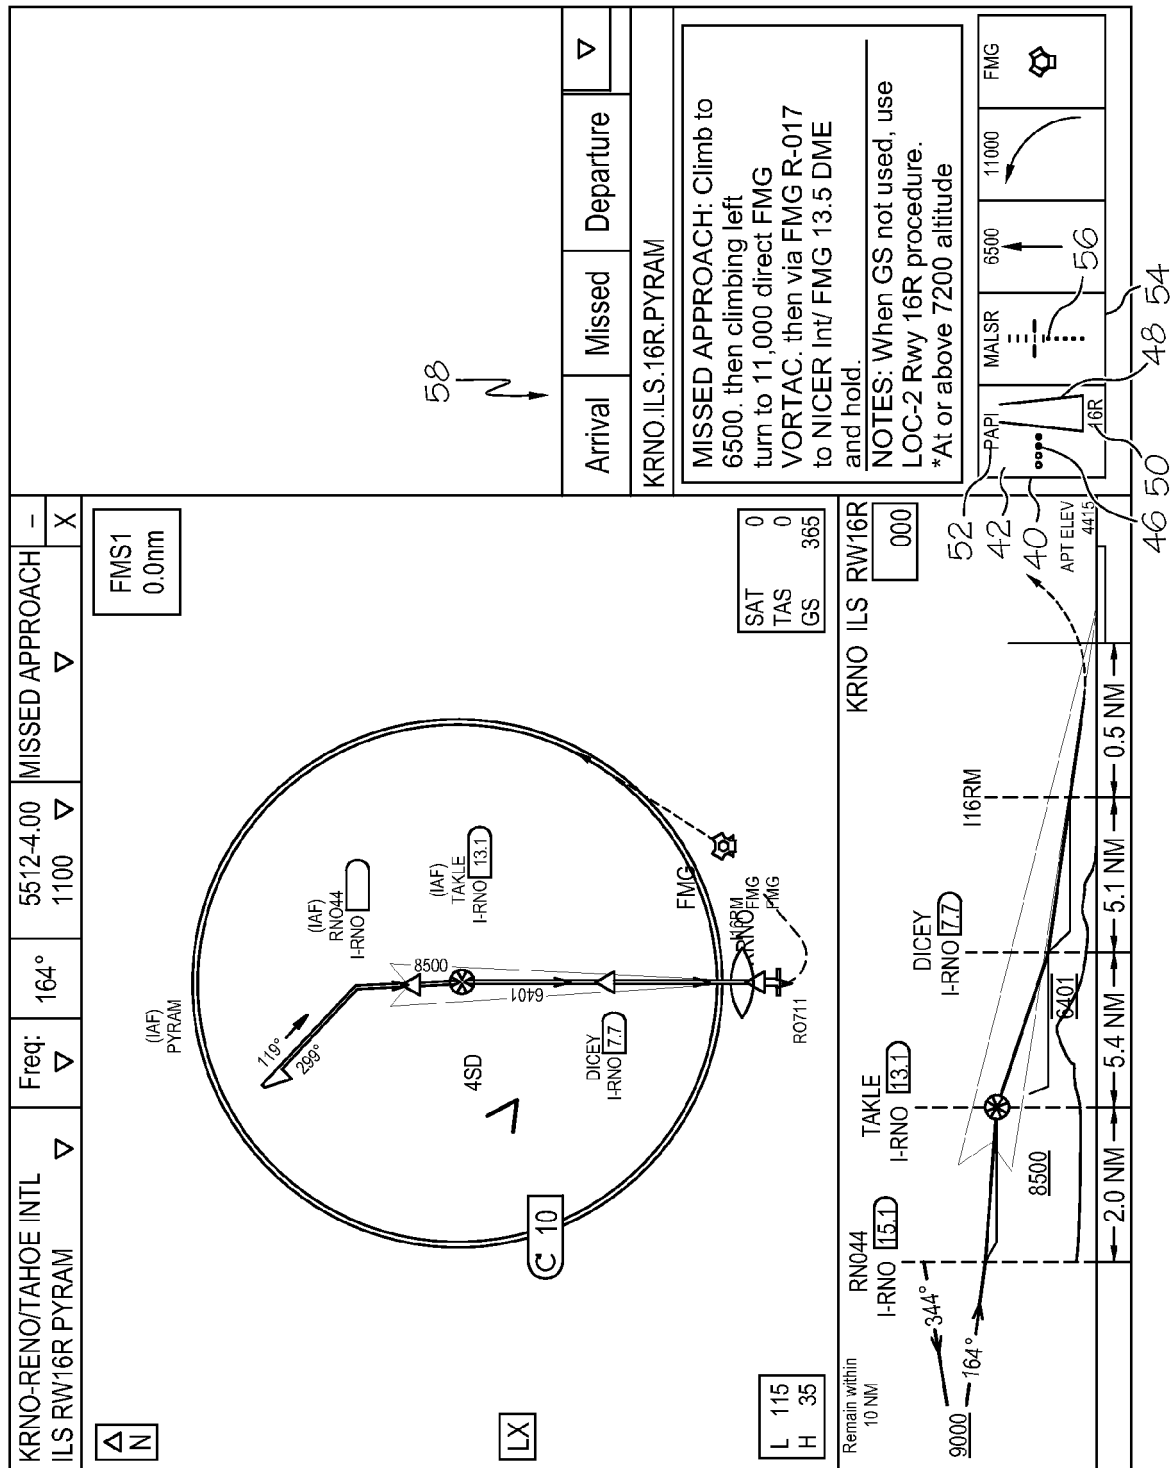 KRNO-RENO/TAHOE INTL
ILS RW16R PYRAM
Freq:
164°
5512-4.00
1100
MISSED APPROACH
–
X
N
FMS1
0.0nm
(IAF)
PYRAM
119°
299°
(IAF)
RNO44
I-RNO
(IAF)
TAKLE
I-RNO 13.1
8500
6401
4SD
DICEY
I-RNO 7.7
FMG
I16RM
KRNO
FMG
FMG
RO711
10
LX
L 115
H 35
SAT 0
TAS 0
GS 365
58
Arrival
Missed
Departure
KRNO.ILS.16R.PYRAM
MISSED APPROACH: Climb to
6500. then climbing left
turn to 11,000 direct FMG
VORTAC. then via FMG R-017
to NICER Int/ FMG 13.5 DME
and hold.
NOTES: When GS not used, use
LOC-2 Rwy 16R procedure.
*At or above 7200 altitude
PAPI
16R
MALSR
6500
11000
FMG
52
42
40
46
50
48
54
56
KRNO ILS RW16R
000
Remain within
10 NM
9000
344°
164°
RN044
I-RNO 15.1
TAKLE
I-RNO 13.1
DICEY
I-RNO 7.7
I16RM
APT ELEV
4415
8500
6401
2.0 NM
5.4 NM
5.1 NM
0.5 NM